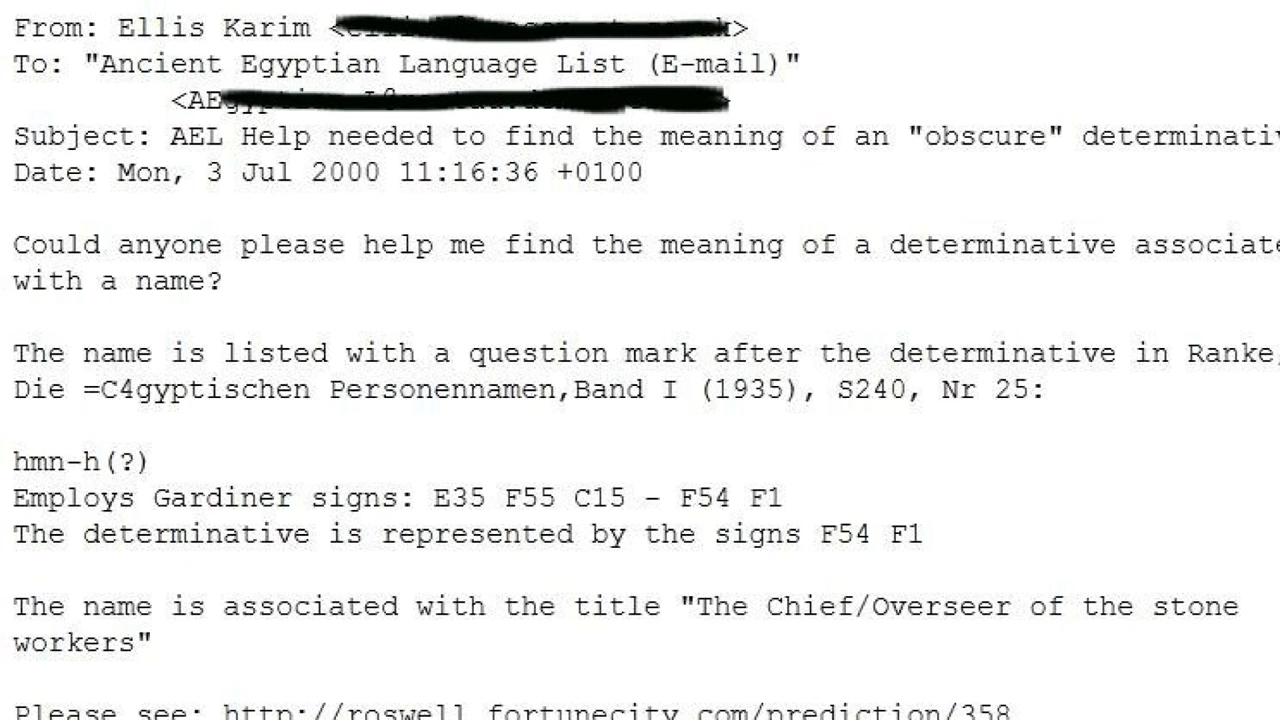 From: Ellis Karim <
To: "Ancient Egyptian Language List (E-mail)"
<AE
Subject: AEL Help needed to find the meaning of an "obscure" determinativ
Date: Mon, 3 Jul 2000 11:16:36 +0100
Could anyone please help me find the meaning of a determinative associate
with a name?
The name is listed with a question mark after the determinative in Ranke,
Die =C4gyptischen Personennamen,Band I (1935), S240, Nr 25:
hmn-h(?)
Employs Gardiner signs: E35 F55 C15 - F54 F1
The determinative is represented by the signs F54 F1
The name is associated with the title "The Chief/Overseer of the stone
workers"
Please see: http://roswell.fortunecity.com/prediction/358